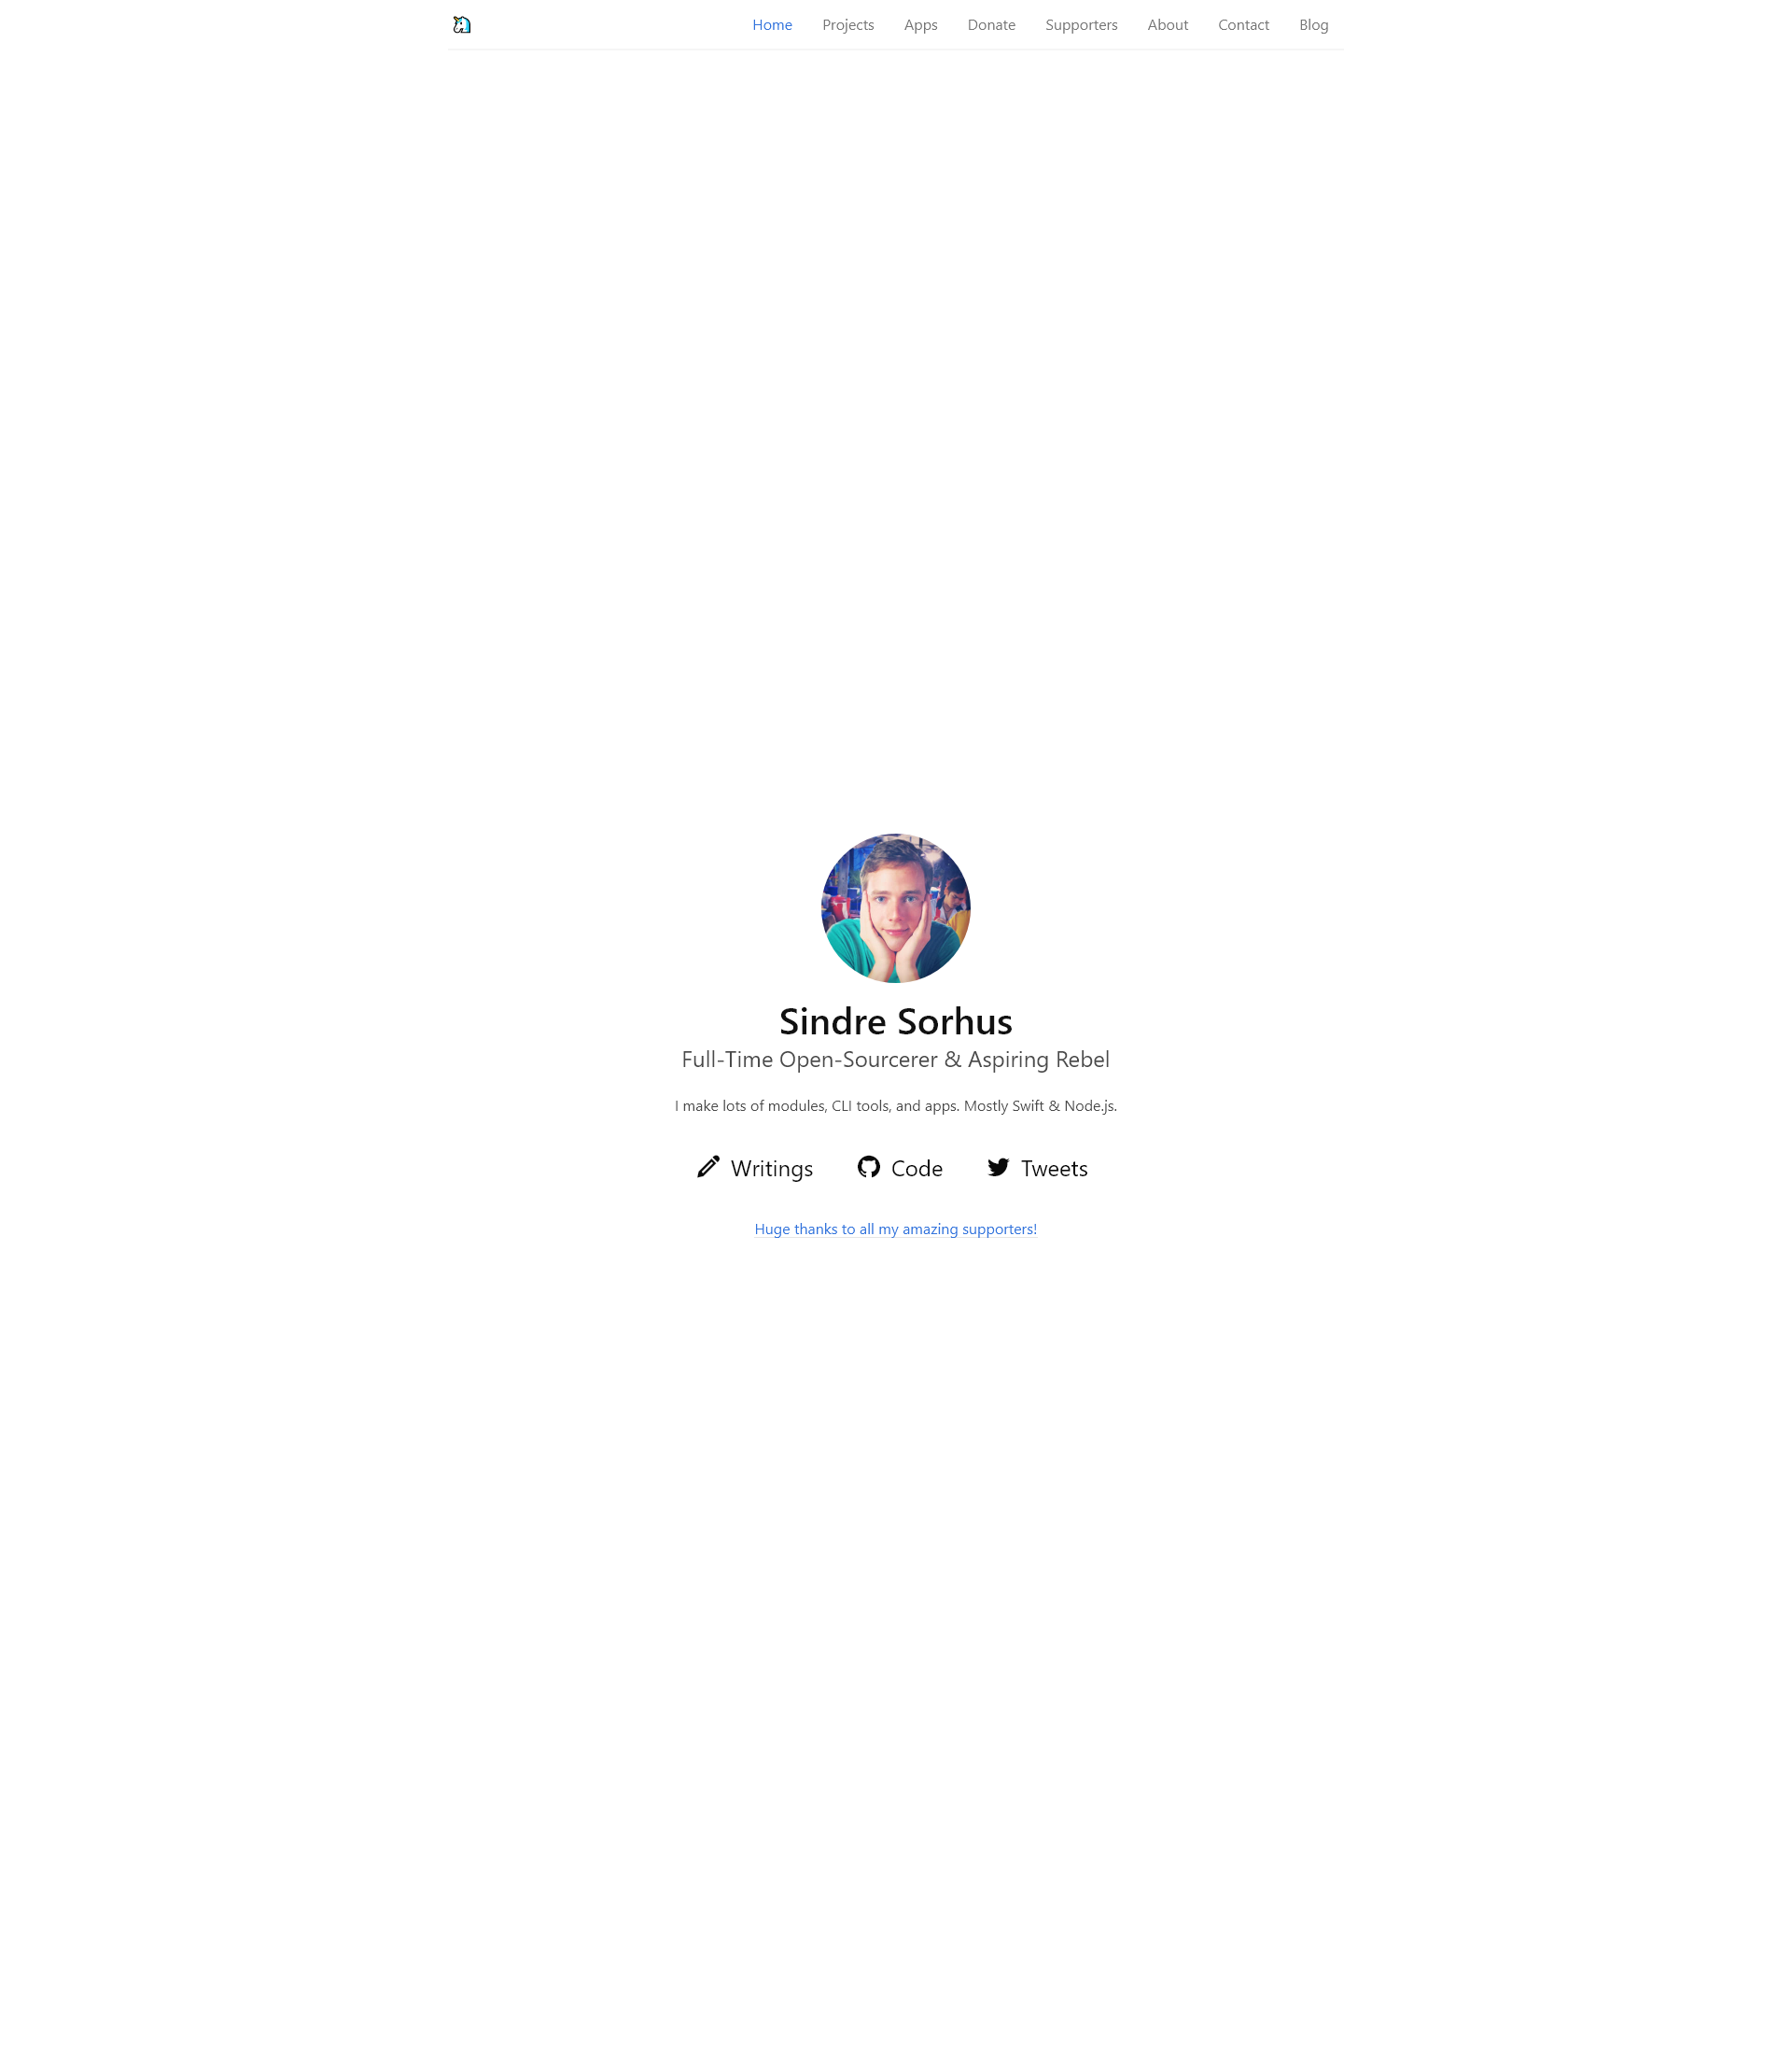 Home Projects Apps Donate Supporters About Contact Blog
Sindre Sorhus
Full-Time Open-Sourcerer & Aspiring Rebel
I make lots of modules, CLI tools, and apps. Mostly Swift & Node.js.
Writings Code Tweets
Huge thanks to all my amazing supporters!